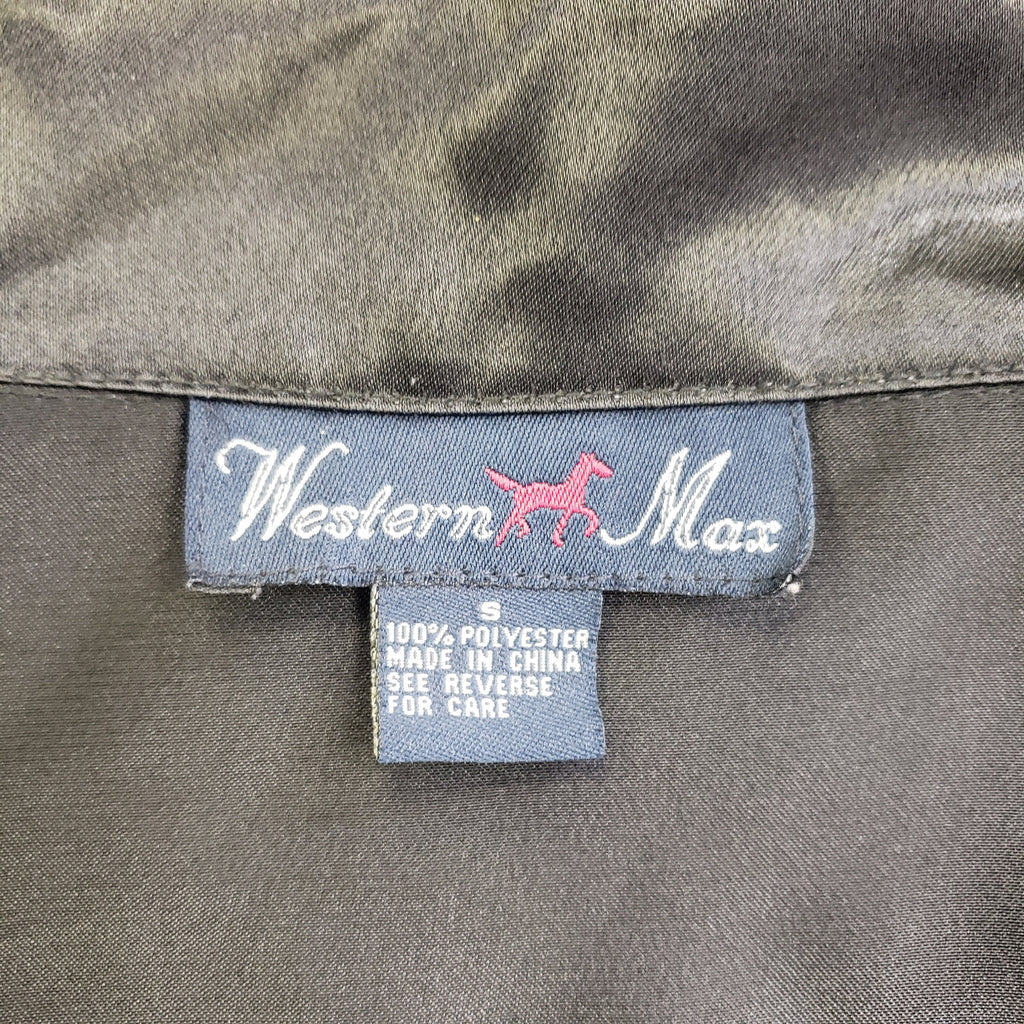 Western Max
S
100% POLYESTER
MADE IN CHINA
SEE REVERSE
FOR CARE